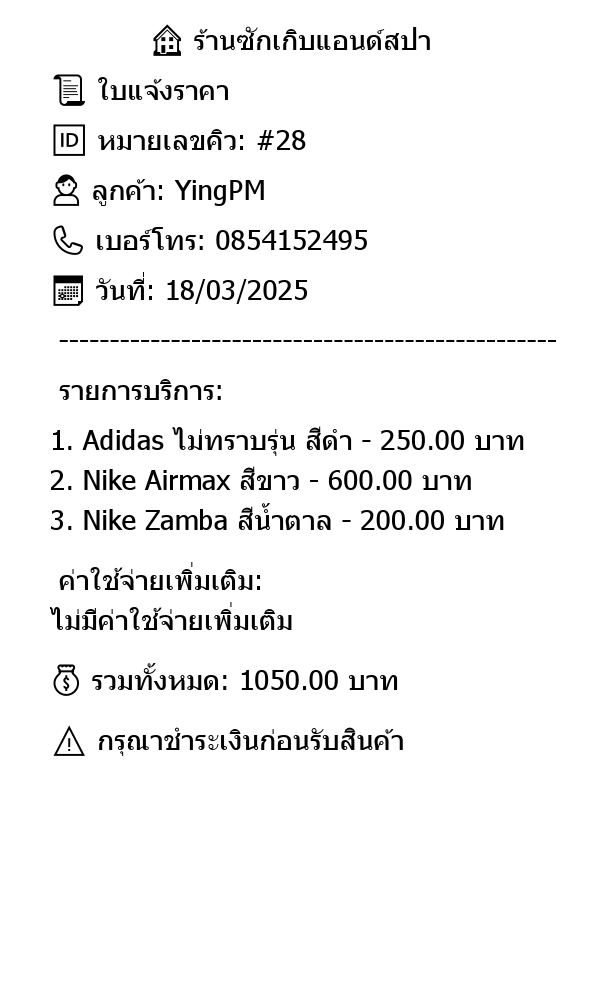 🏠 ร้านซักเกิบแอนด์สปา
📜 ใบแจ้งราคา
🆔 หมายเลขคิว: #28
👤 ลูกค้า: YingPM
📞 เบอร์โทร: 0854152495
📅 วันที่: 18/03/2025
-------------------------------------------------
รายการบริการ:
1. Adidas ไม่ทราบรุ่น สีดำ - 250.00 บาท
2. Nike Airmax สีขาว - 600.00 บาท
3. Nike Zamba สีน้ำตาล - 200.00 บาท
ค่าใช้จ่ายเพิ่มเติม:
ไม่มีค่าใช้จ่ายเพิ่มเติม
💰 รวมทั้งหมด: 1050.00 บาท
⚠ กรุณาชำระเงินก่อนรับสินค้า